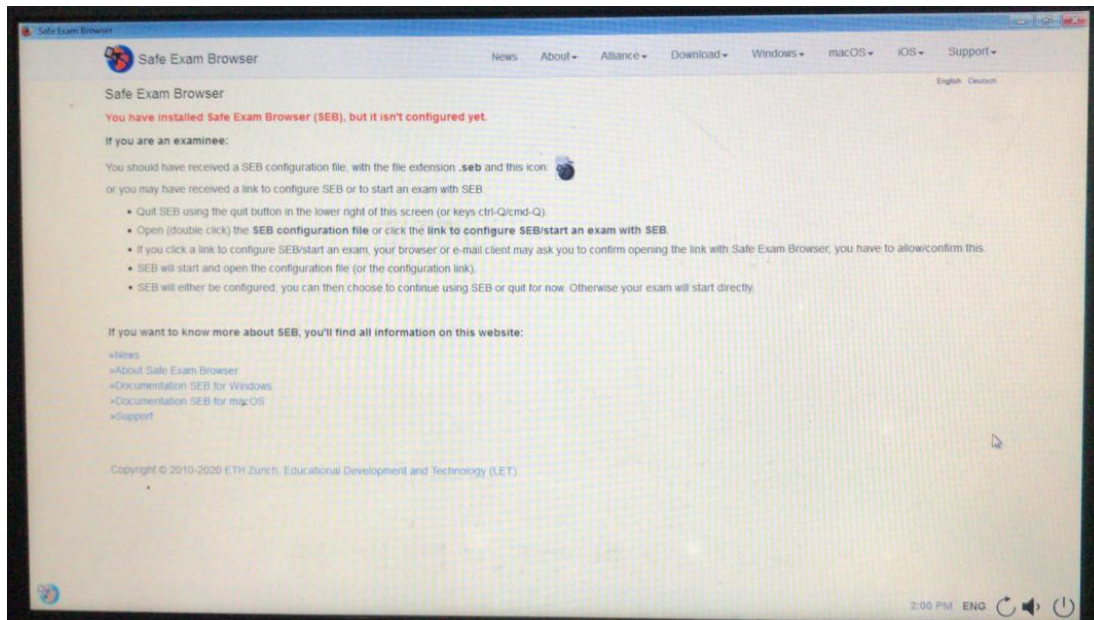 Safe Exam Browser
Safe Exam Browser
News About Alliance Download Windows macOS iOS Support
English Deutsch
Safe Exam Browser
You have installed Safe Exam Browser (SEB), but it isn't configured yet.
If you are an examinee:
You should have received a SEB configuration file, with the file extension .seb and this icon:
or you may have received a link to configure SEB or to start an exam with SEB.
• Quit SEB using the quit button in the lower right of this screen (or keys ctrl-Q/cmd-Q).
• Open (double click) the SEB configuration file or click the link to configure SEB/start an exam with SEB.
• If you click a link to configure SEB/start an exam, your browser or e-mail client may ask you to confirm opening the link with Safe Exam Browser, you have to allow/confirm this.
• SEB will start and open the configuration file (or the configuration link).
• SEB will either be configured, you can then choose to continue using SEB or quit for now. Otherwise your exam will start directly.
If you want to know more about SEB, you'll find all information on this website:
»News
»About Safe Exam Browser
»Documentation SEB for Windows
»Documentation SEB for macOS
»Support
Copyright © 2010-2020 ETH Zurich, Educational Development and Technology (LET)
2:00 PM ENG